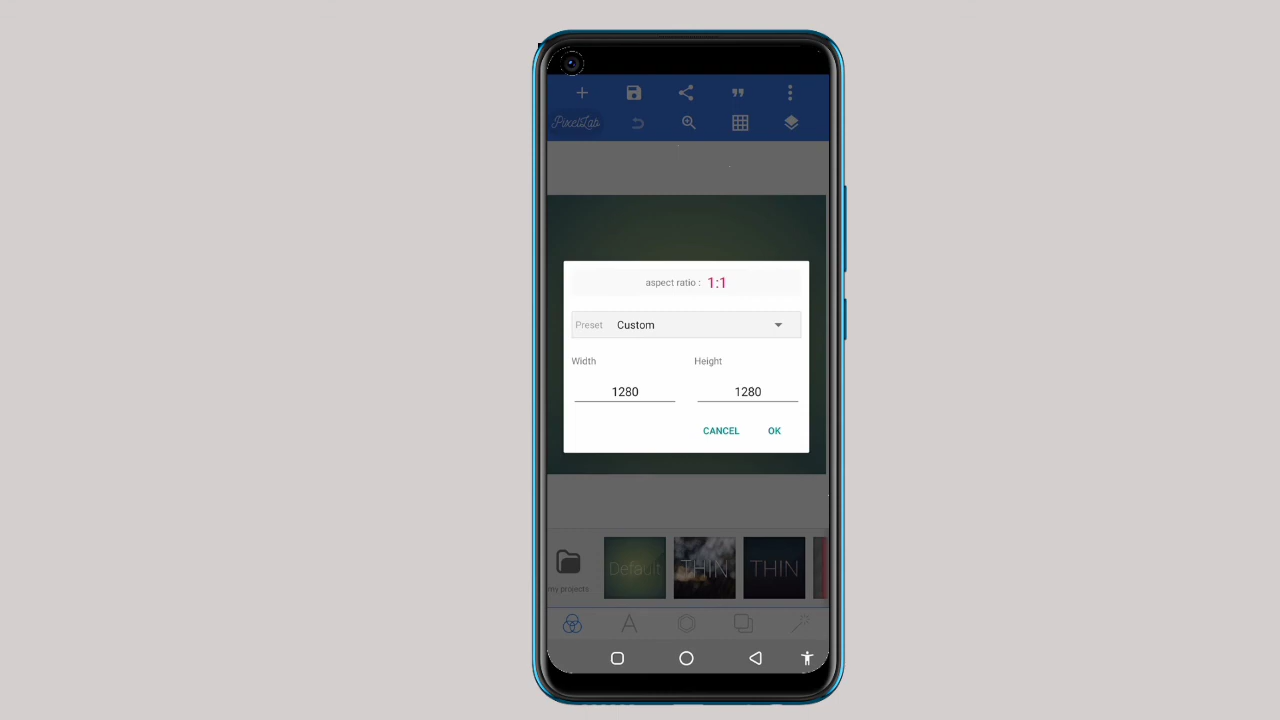 PixelLab
aspect ratio : 1:1
Preset Custom
Width Height
1280 1280
CANCEL OK
Default THIN THIN
my projects